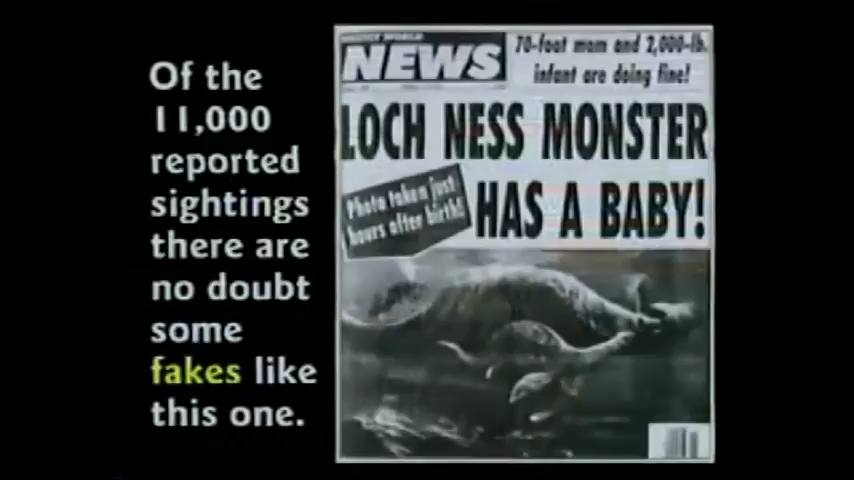 Of the
11,000
reported
sightings
there are
no doubt
some
fakes like
this one.
WEEKLY WORLD
NEWS
70-foot mom and 2,000-lb.
infant are doing fine!
LOCH NESS MONSTER
Photo taken just
hours after birth!
HAS A BABY!